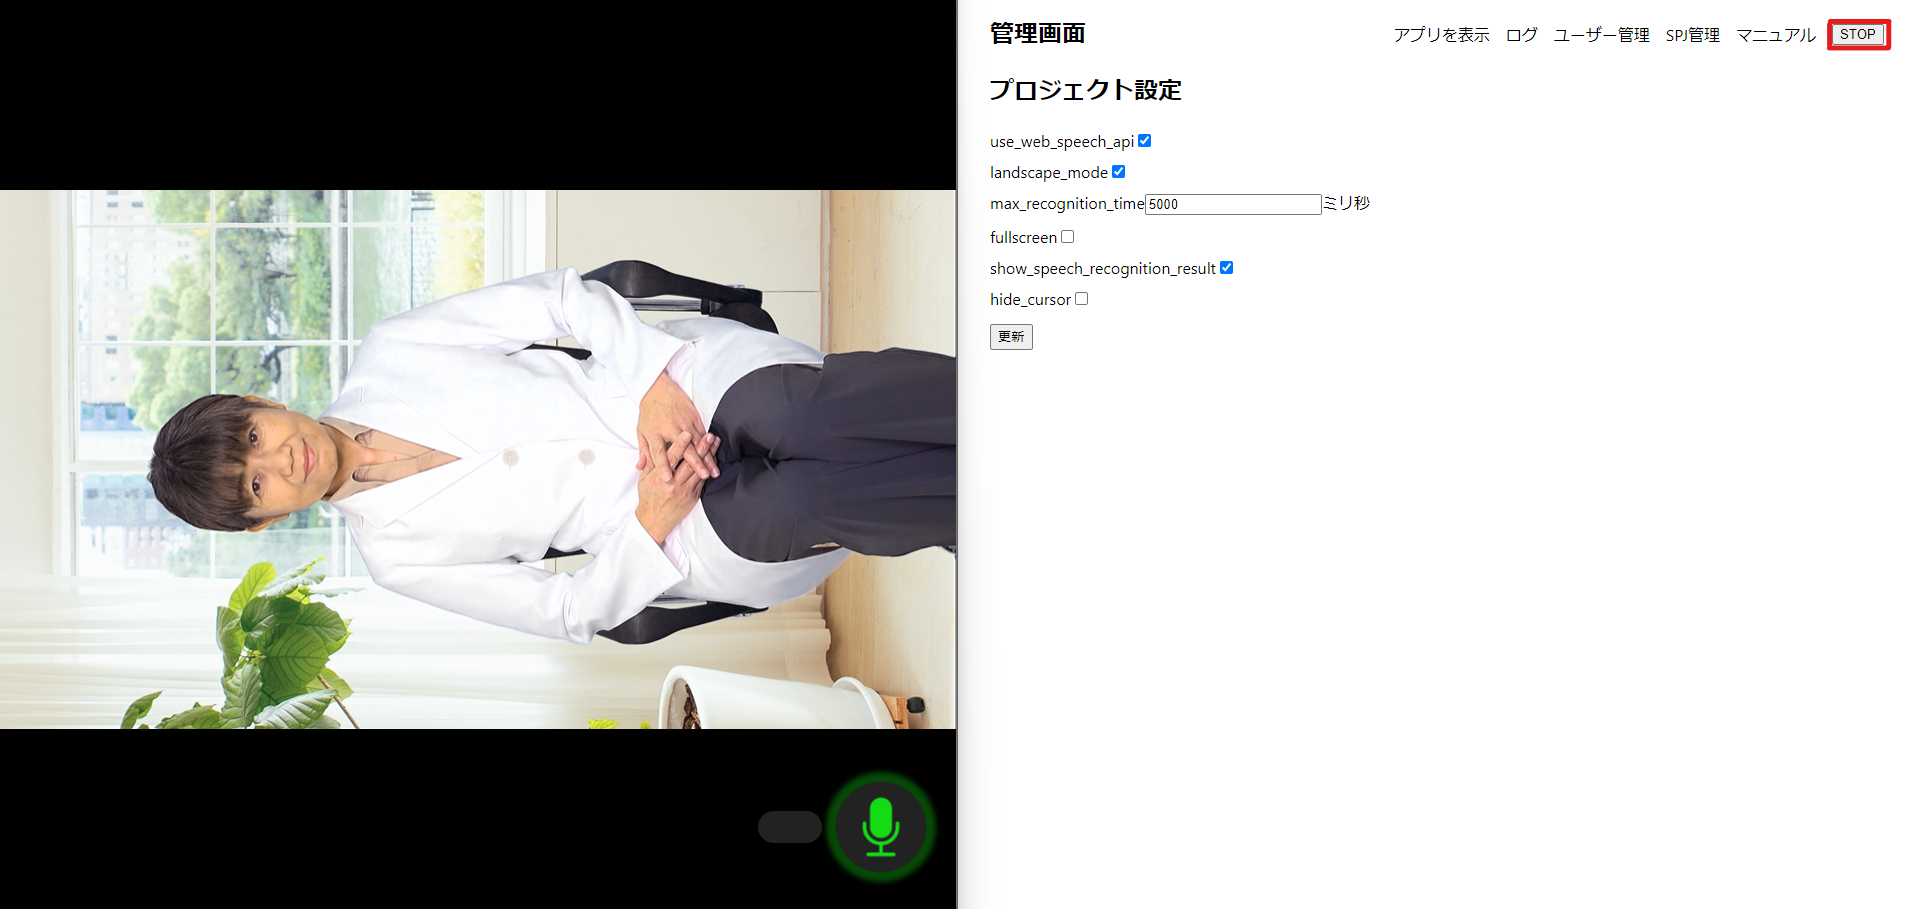 管理画面
アプリを表示 ログ ユーザー管理 SPJ管理 マニュアル STOP
プロジェクト設定
use_web_speech_api
landscape_mode
max_recognition_time 5000 ミリ秒
fullscreen
show_speech_recognition_result
hide_cursor
更新